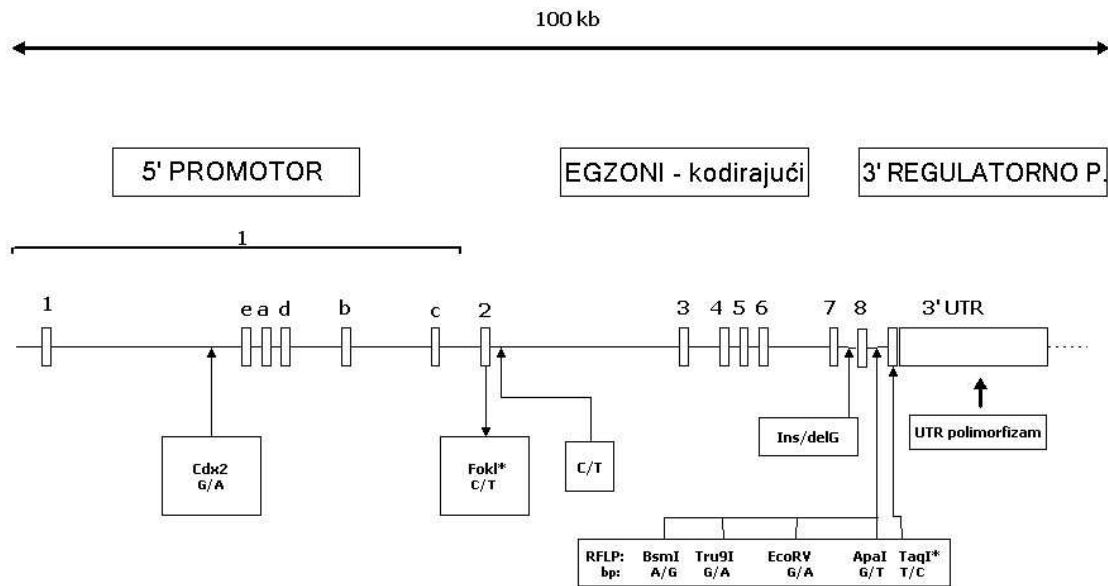 100 kb
5' PROMOTOR
EGZONI - kodirajući
3' REGULATORNO P.
1
1
e a d b c 2 3 4 5 6 7 8 3' UTR
Cdx2
G/A
FokI*
C/T
C/T
Ins/delG
UTR polimorfizam
RFLP: BsmI Tru9I EcoRV ApaI TaqI*
bp: A/G G/A G/A G/T T/C